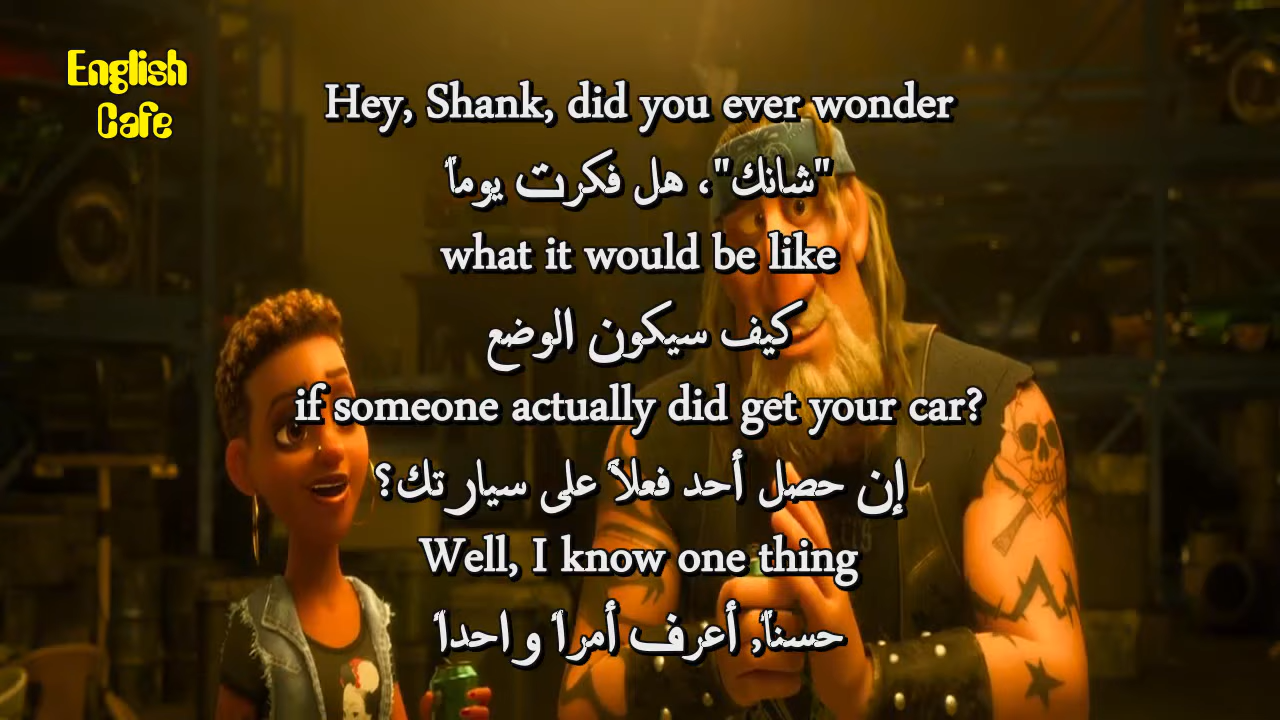 English
Cafe
Hey, Shank, did you ever wonder
"شانك"، هل فكرت يوماً
what it would be like
كيف سيكون الوضع
if someone actually did get your car?
إن حصل أحد فعلاً على سيارتك؟
Well, I know one thing
حسناً, أعرف أمراً واحداً